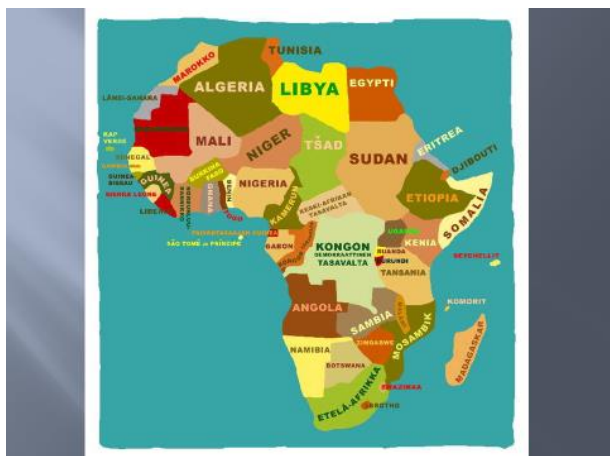 TUNISIA
MAROKKO
ALGERIA
LIBYA
EGYPTI
LÄNSI-SAHARA
KAP
VERDE
MALI
NIGER
TŠAD
SUDAN
ERITREA
DJIBOUTI
SENEGAL
GUINEA-
BISSAU
GUINEA
SIERRA LEONE
BURKINA
FASO
GHANA
TOGO
BENIN
NIGERIA
KAMERUN
KESKI-AFRIKAN
TASAVALTA
ETIOPIA
SOMALIA
PÄIVÄNTASAAJAN GUINEA
SÃO TOMÉ ja PRÍNCIPE
GABON
KONGON
DEMOKRAATTINEN
TASAVALTA
UGANDA
KENIA
RUANDA
BURUNDI
TANSANIA
SEYCHELLIT
KOMORIT
ANGOLA
SAMBIA
MOSAMBIK
MADAGASKAR
ZIMBABWE
NAMIBIA
BOTSWANA
SWAZIMAA
LESOTHO
ETELÄ-AFRIKKA